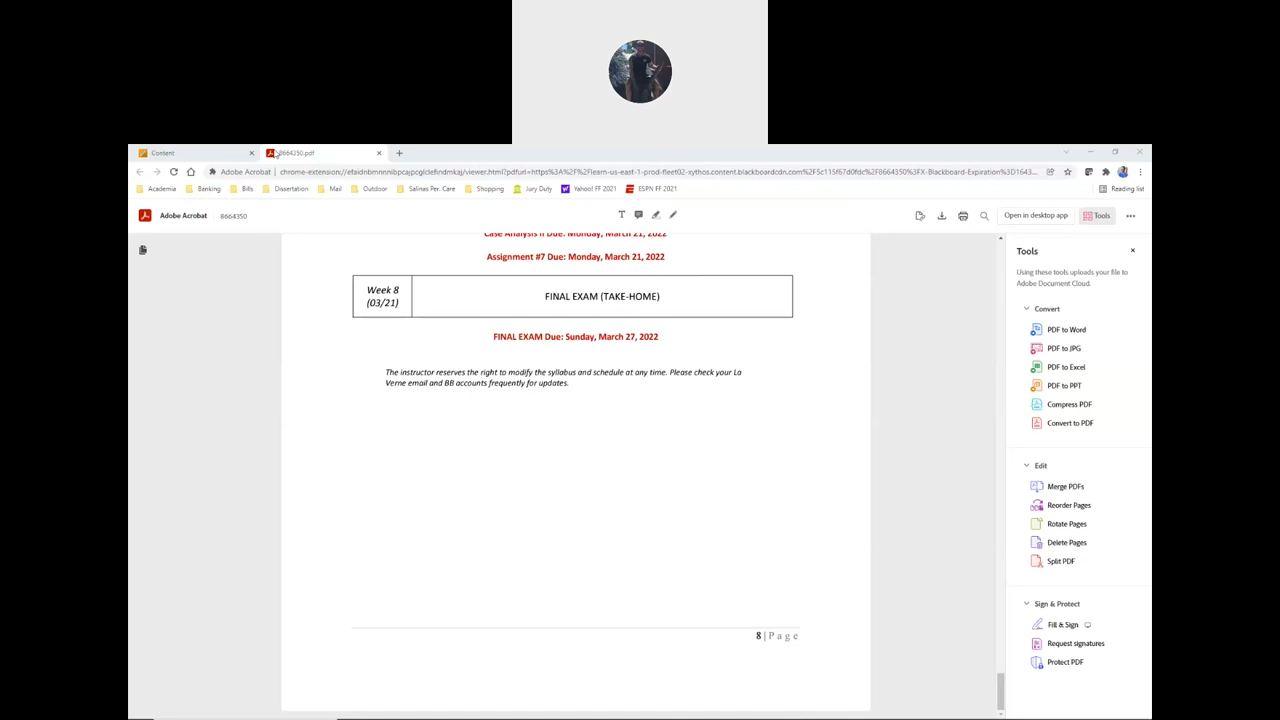 Content
8664350.pdf
Adobe Acrobat
Academia
Banking
Bills
Dissertation
Mail
Outdoor
Salinas Per. Care
Shopping
Jury Duty
Yahoo! FF 2021
ESPN FF 2021
Reading list
Adobe Acrobat
8664350
Open in desktop app
Tools
Case Analysis II Due: Monday, March 21, 2022
Assignment #7 Due: Monday, March 21, 2022
Week 8
(03/21)
FINAL EXAM (TAKE-HOME)
FINAL EXAM Due: Sunday, March 27, 2022
The instructor reserves the right to modify the syllabus and schedule at any time. Please check your La
Verne email and BB accounts frequently for updates.
8 | P a g e
Tools
Using these tools uploads your file to
Adobe Document Cloud.
Convert
PDF to Word
PDF to JPG
PDF to Excel
PDF to PPT
Compress PDF
Convert to PDF
Edit
Merge PDFs
Reorder Pages
Rotate Pages
Delete Pages
Split PDF
Sign & Protect
Fill & Sign
Request signatures
Protect PDF